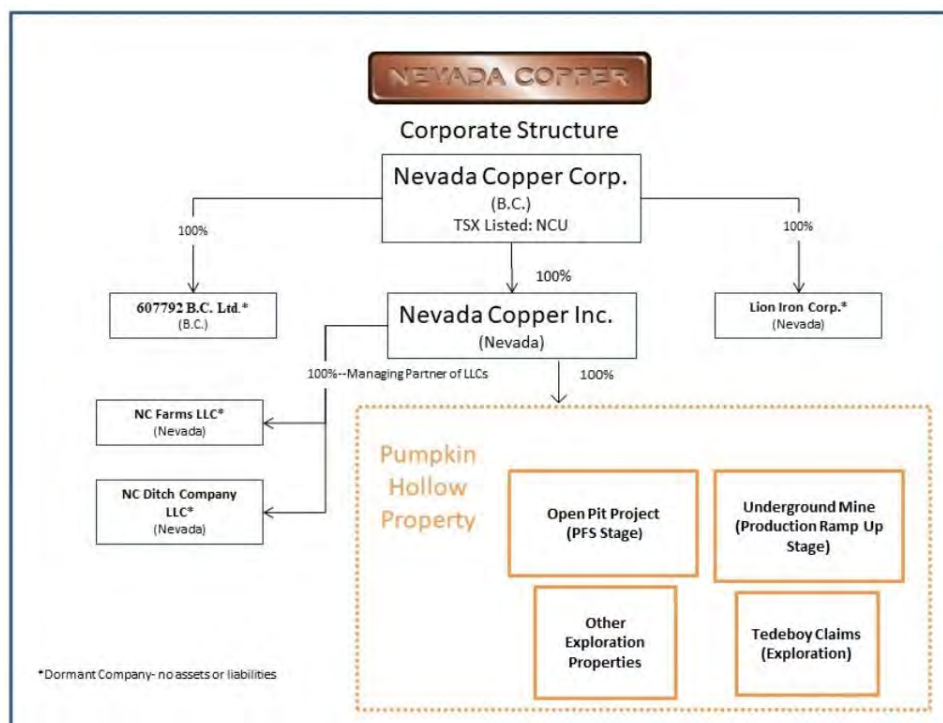 NEVADA COPPER
Corporate Structure
Nevada Copper Corp.
(B.C.)
TSX Listed: NCU
100%
100%
100%
607792 B.C. Ltd.*
(B.C.)
Nevada Copper Inc.
(Nevada)
Lion Iron Corp.*
(Nevada)
100%--Managing Partner of LLCs
100%
NC Farms LLC*
(Nevada)
NC Ditch Company
LLC*
(Nevada)
Pumpkin
Hollow
Property
Open Pit Project
(PFS Stage)
Underground Mine
(Production Ramp Up
Stage)
Other
Exploration
Properties
Tedeboy Claims
(Exploration)
*Dormant Company- no assets or liabilities